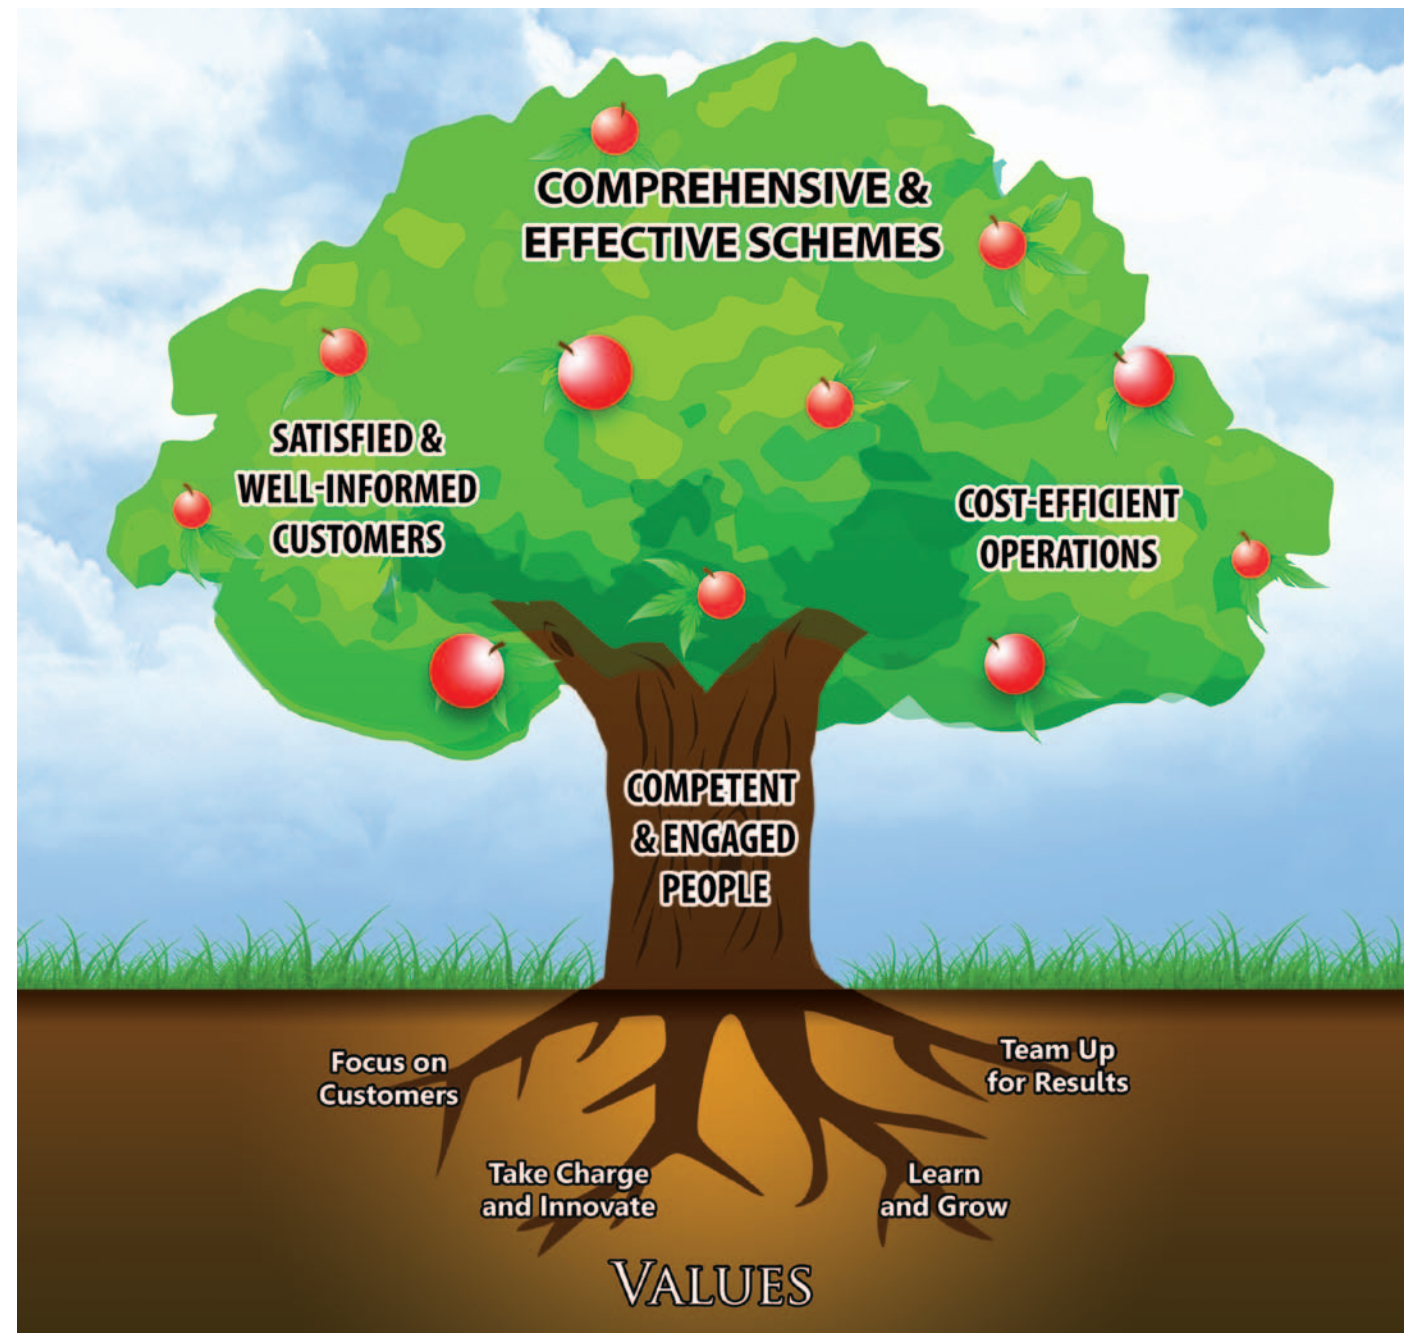 COMPREHENSIVE &
EFFECTIVE SCHEMES
SATISFIED &
WELL-INFORMED
CUSTOMERS
COST-EFFICIENT
OPERATIONS
COMPETENT
& ENGAGED
PEOPLE
Focus on
Customers
Team Up
for Results
Take Charge
and Innovate
Learn
and Grow
VALUES